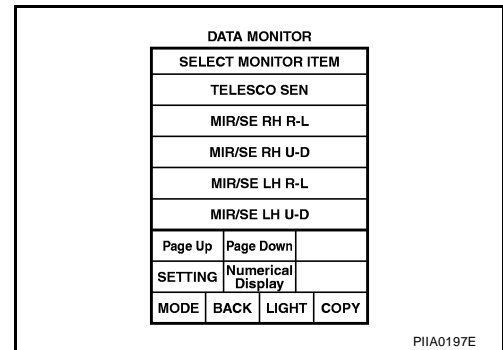 DATA MONITOR
SELECT MONITOR ITEM
TELESCO SEN
MIR/SE RH R-L
MIR/SE RH U-D
MIR/SE LH R-L
MIR/SE LH U-D
Page Up Page Down
SETTING Numerical Display
MODE BACK LIGHT COPY
PIIA0197E